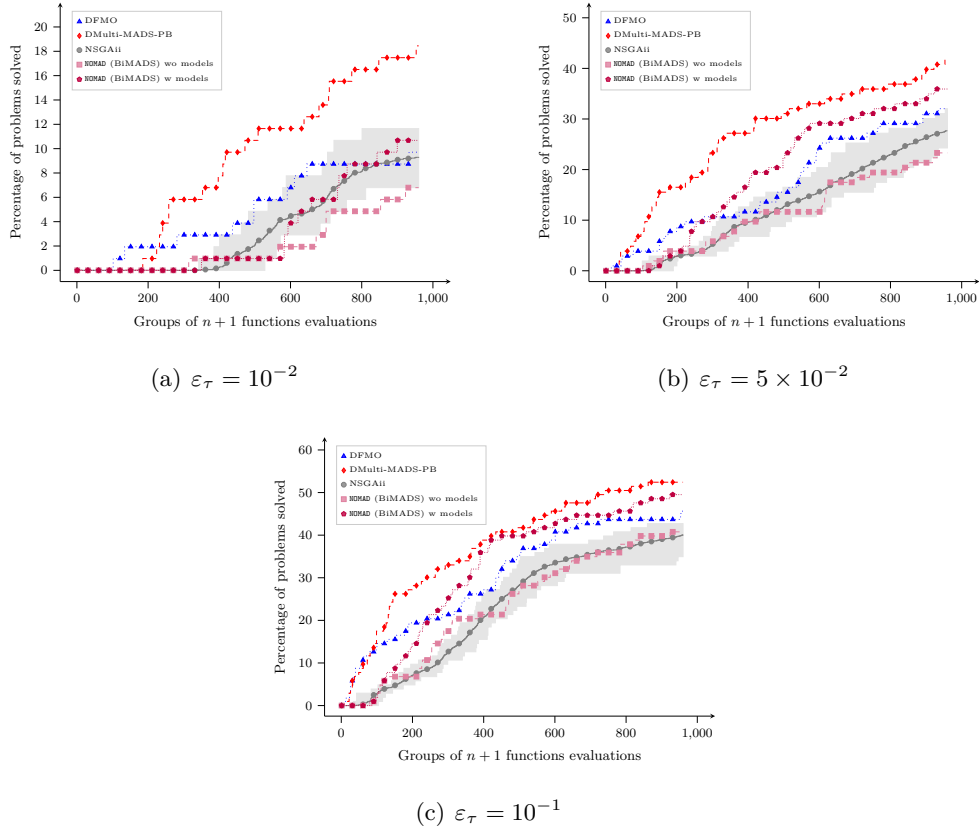 DFMO
DMulti-MADS-PB
NSGAii
NOMAD (BiMADS) wo models
NOMAD (BiMADS) w models
Percentage of problems solved
20
18
16
14
12
10
8
6
4
2
0
0 200 400 600 800 1,000
Groups of n + 1 functions evaluations
(a) ε_τ = 10^{-2}
DFMO
DMulti-MADS-PB
NSGAii
NOMAD (BiMADS) wo models
NOMAD (BiMADS) w models
Percentage of problems solved
50
40
30
20
10
0
0 200 400 600 800 1,000
Groups of n + 1 functions evaluations
(b) ε_τ = 5 × 10^{-2}
DFMO
DMulti-MADS-PB
NSGAii
NOMAD (BiMADS) wo models
NOMAD (BiMADS) w models
Percentage of problems solved
60
50
40
30
20
10
0
0 200 400 600 800 1,000
Groups of n + 1 functions evaluations
(c) ε_τ = 10^{-1}